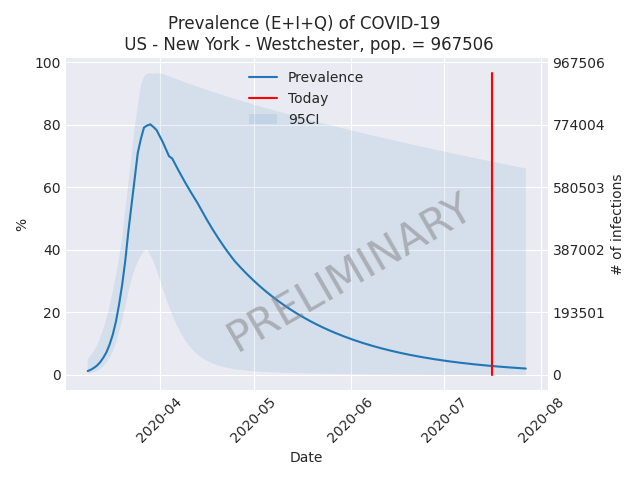 Prevalence (E+I+Q) of COVID-19
US - New York - Westchester, pop. = 967506
100
80
60
40
20
0
%
967506
774004
580503
387002
193501
0
# of infections
Prevalence
Today
95CI
PRELIMINARY
2020-04
2020-05
2020-06
2020-07
2020-08
Date